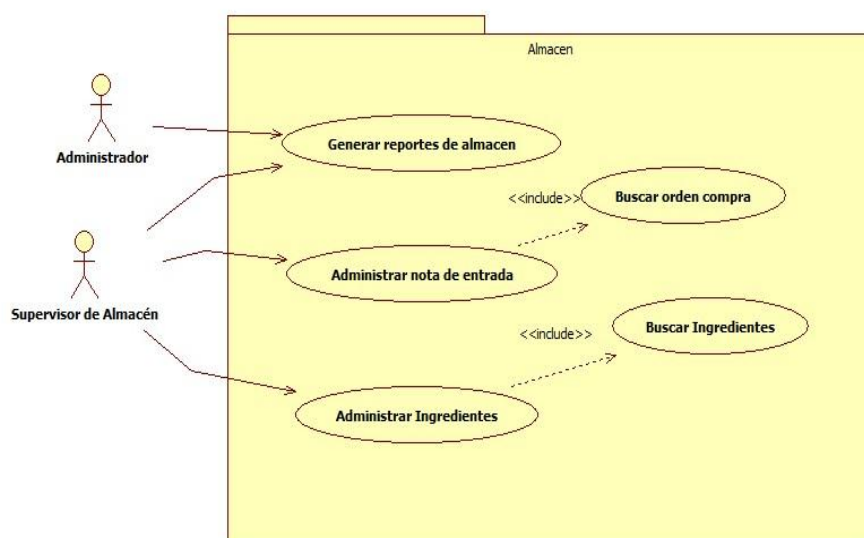 Almacen
Administrador
Generar reportes de almacen
<<include>>
Buscar orden compra
Supervisor de Almacén
Administrar nota de entrada
<<include>>
Buscar Ingredientes
Administrar Ingredientes